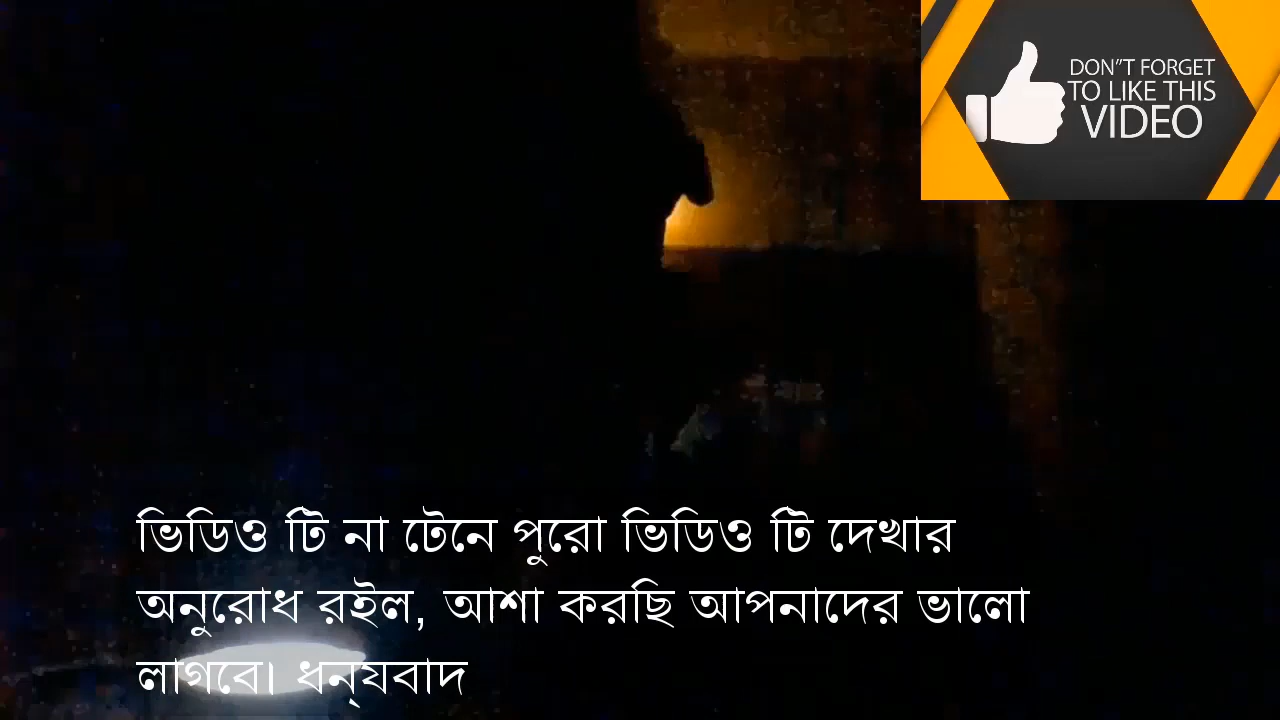 DON"T FORGET
TO LIKE THIS
VIDEO
ভিডিও টি না টেনে পুরো ভিডিও টি দেখার
অনুরোধ রইল, আশা করছি আপনাদের ভালো
লাগবে। ধন্যবাদ